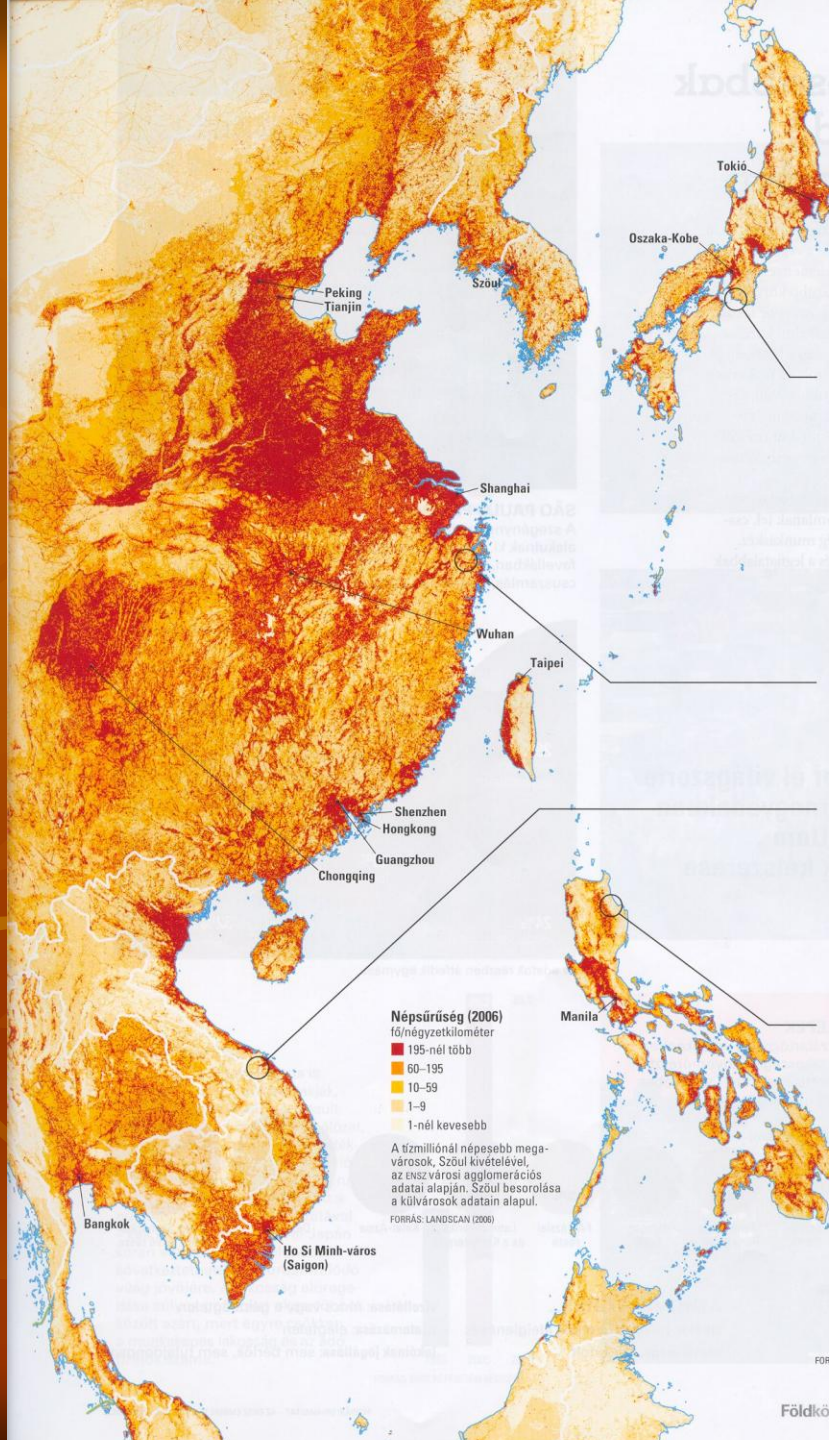 Tokió
Oszaka-Kobe
Szöul
Peking
Tianjin
Shanghai
Wuhan
Taipei
Shenzhen
Hongkong
Guangzhou
Chongqing
Manila
Népsűrűség (2006)
fő/négyzetkilométer
195-nél több
60–195
10–59
1–9
1-nél kevesebb
A tízmilliónál népesebb mega-
városok, Szöul kivételével,
az ENSZ városi agglomerációs
adatai alapján. Szöul besorolása
a külvárosok adatain alapul.
FORRÁS: LANDSCAN (2006)
Bangkok
Ho Si Minh-város
(Saigon)
FOR
Földkö